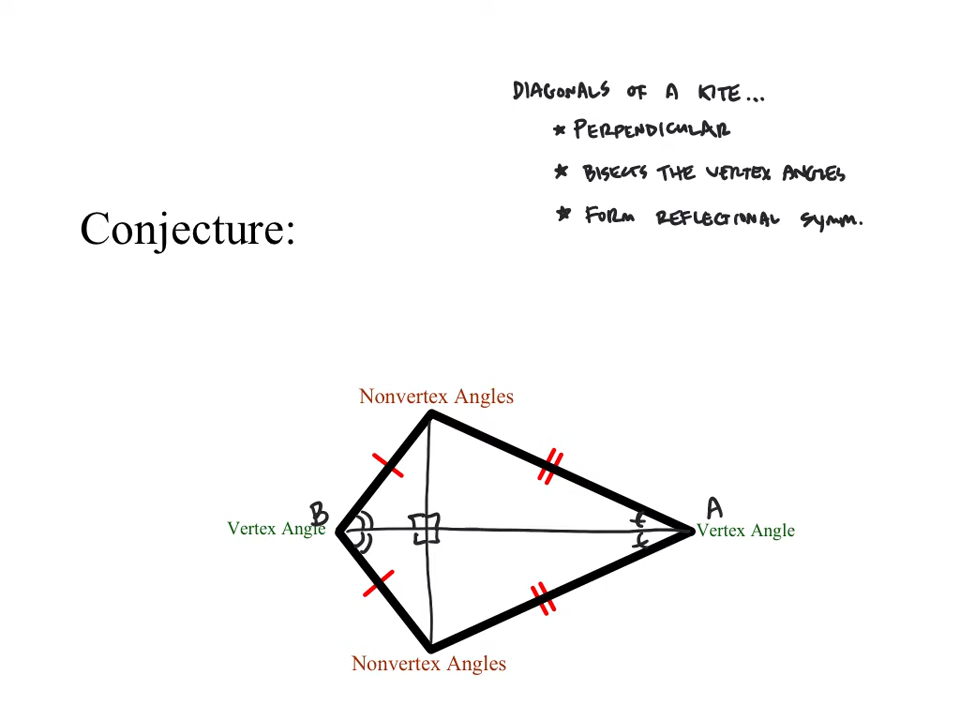 DIAGONALS OF A KITE...
* PERPENDICULAR
* BISECTS THE VERTEX ANGLES
* FORM REFLECTIONAL SYMM.
Conjecture:
Nonvertex Angles
B
A
Vertex Angle
Vertex Angle
Nonvertex Angles